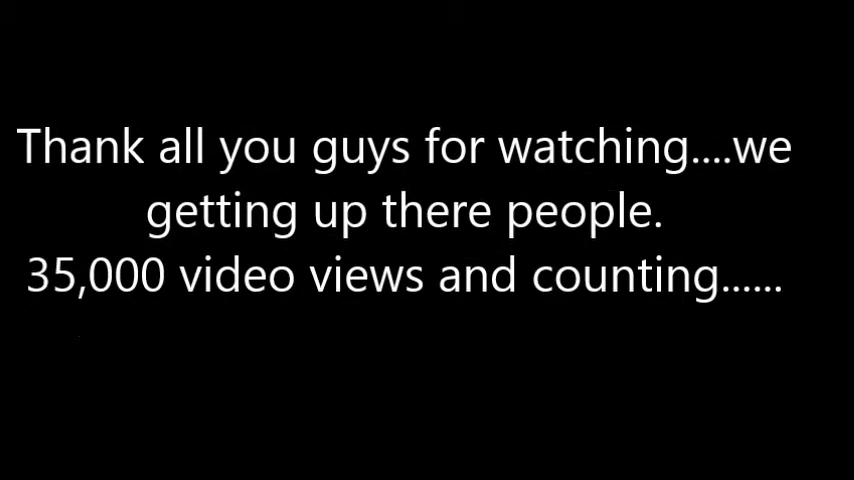 Thank all you guys for watching....we
getting up there people.
35,000 video views and counting......